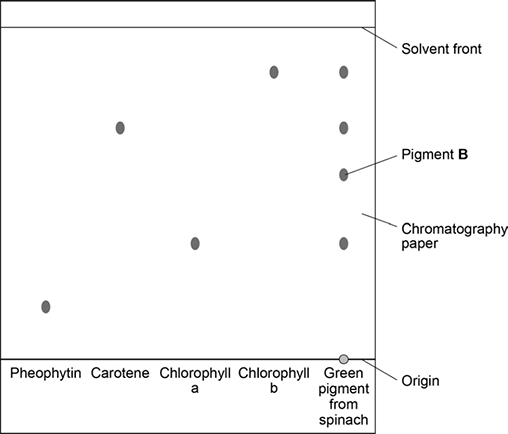 Solvent front
Pigment B
Chromatography
paper
Origin
Pheophytin
Carotene
Chlorophyll
a
Chlorophyll
b
Green
pigment
from
spinach